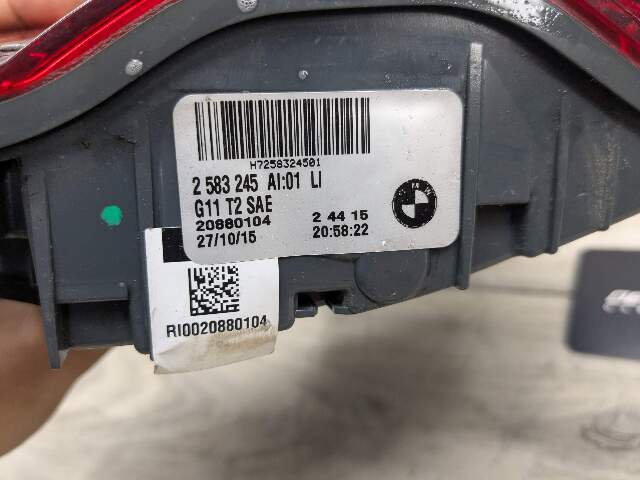 H7258324501
2 583 245 AI:01 LI
G11 T2 SAE
20880104 2 44 15
27/10/15 20:58:22
BMW
RI0020880104